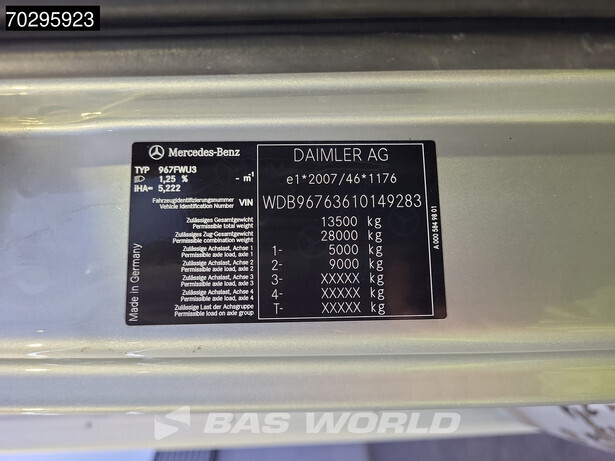 70295923
Mercedes-Benz
DAIMLER AG
TYP 967FWU3
1,25 % - m⁻¹
iHA= 5,222
e1*2007/46*1176
Fahrzeugidentifizierungsnummer
Vehicle Identification Number VIN WDB96763610149283
Zulässiges Gesamtgewicht
Permissible total weight 13500 kg
Zulässiges Zug-Gesamtgewicht
Permissible combination weight 28000 kg
Zulässige Achslast, Achse 1
Permissible axle load, axle 1 1- 5000 kg
Zulässige Achslast, Achse 2
Permissible axle load, axle 2 2- 9000 kg
Zulässige Achslast, Achse 3
Permissible axle load, axle 3 3- XXXXX kg
Zulässige Achslast, Achse 4
Permissible axle load, axle 4 4- XXXXX kg
Zulässige Last der Achsgruppe
Permissible load on axle group T- XXXXX kg
Made in Germany
A 000 584 98 01
BAS WORLD